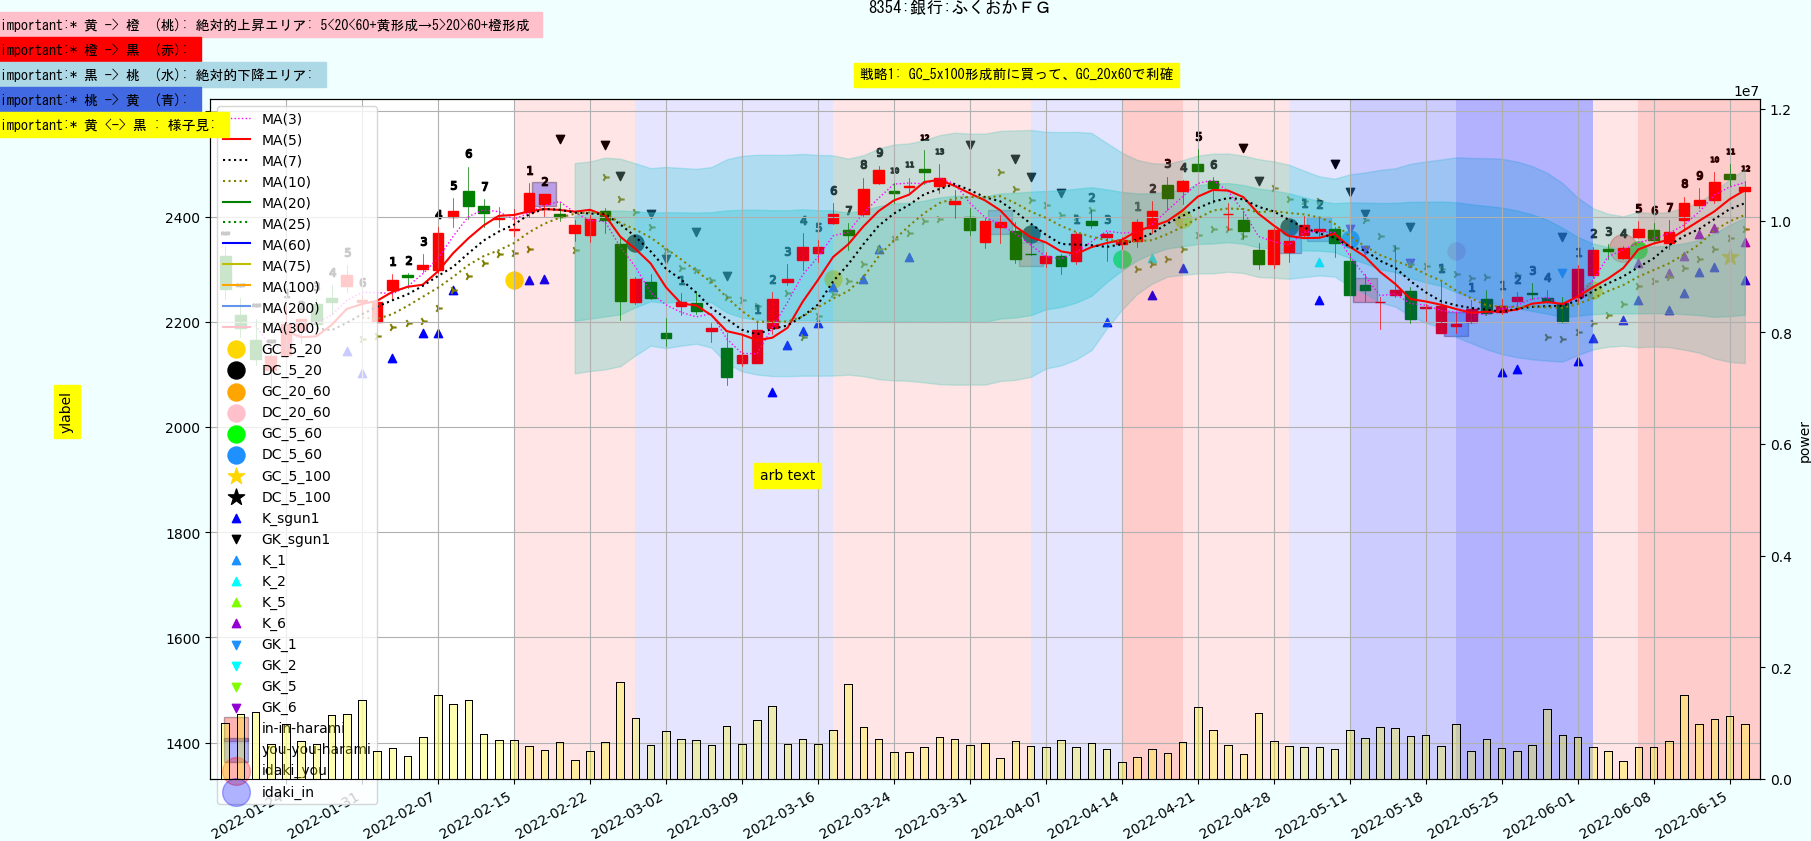 8354:銀行:ふくおかＦＧ
important:* 黄 -> 橙 (桃): 絶対的上昇エリア: 5<20<60+黄形成→5>20>60+橙形成
important:* 橙 -> 黒 (赤):
important:* 黒 -> 桃 (水): 絶対的下降エリア:
important:* 桃 -> 黄 (青):
important:* 黄 <-> 黒 : 様子見:
戦略1: GC_5x100形成前に買って、GC_20x60で利確
1e7
MA(3)
MA(5)
MA(7)
MA(10)
MA(20)
MA(25)
MA(60)
MA(75)
MA(100)
MA(200)
MA(300)
GC_5_20
DC_5_20
GC_20_60
DC_20_60
GC_5_60
DC_5_60
GC_5_100
DC_5_100
K_sgun1
GK_sgun1
K_1
K_2
K_5
K_6
GK_1
GK_2
GK_5
GK_6
in-in-harami
you-you-harami
idaki_you
idaki_in
ylabel
arb text
power
2400
2200
2000
1800
1600
1400
1.2
1.0
0.8
0.6
0.4
0.2
0.0
2022-01-24
2022-01-31
2022-02-07
2022-02-15
2022-02-22
2022-03-02
2022-03-09
2022-03-16
2022-03-24
2022-03-31
2022-04-07
2022-04-14
2022-04-21
2022-04-28
2022-05-11
2022-05-18
2022-05-25
2022-06-01
2022-06-08
2022-06-15